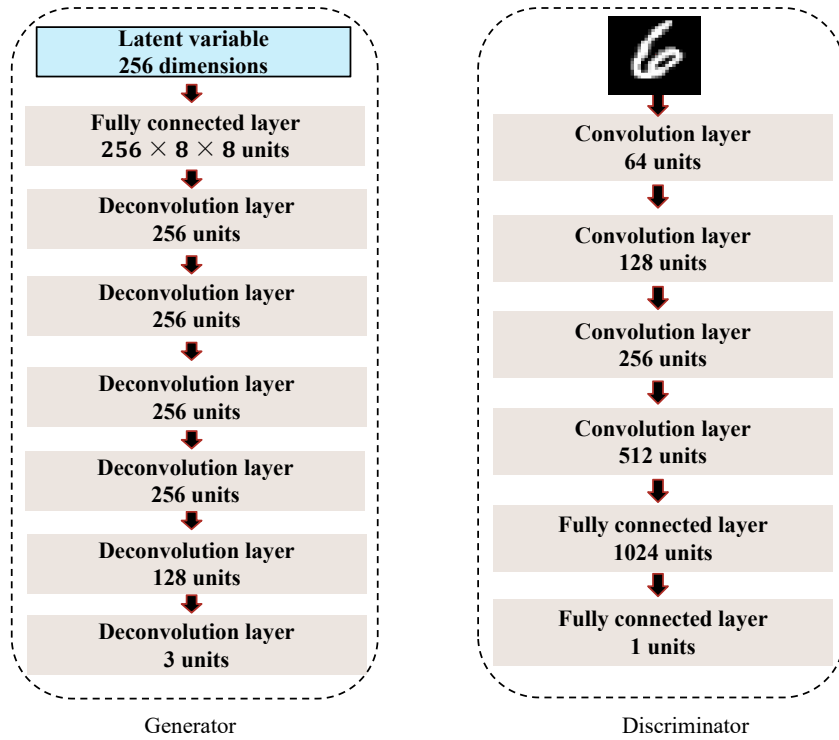 Latent variable
256 dimensions
Fully connected layer
256 × 8 × 8 units
Deconvolution layer
256 units
Deconvolution layer
256 units
Deconvolution layer
256 units
Deconvolution layer
256 units
Deconvolution layer
128 units
Deconvolution layer
3 units
Generator
6
Convolution layer
64 units
Convolution layer
128 units
Convolution layer
256 units
Convolution layer
512 units
Fully connected layer
1024 units
Fully connected layer
1 units
Discriminator